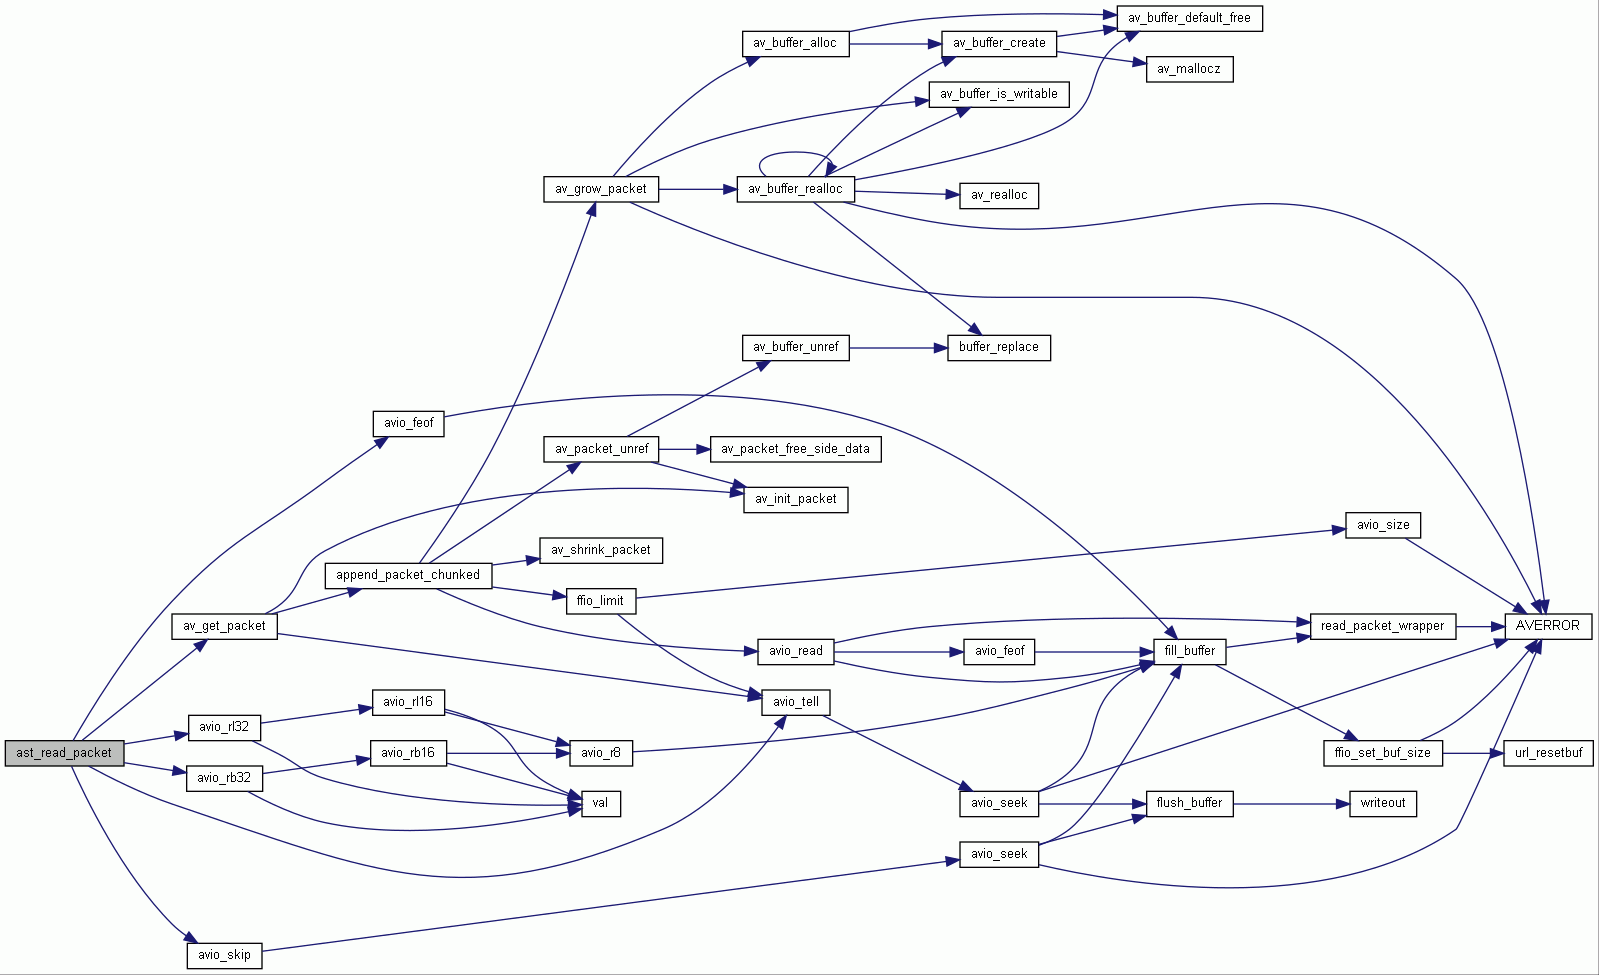 av_buffer_default_free
av_buffer_alloc
av_buffer_create
av_mallocz
av_buffer_is_writable
av_grow_packet
av_buffer_realloc
av_realloc
av_buffer_unref
buffer_replace
avio_feof
av_packet_unref
av_packet_free_side_data
av_init_packet
avio_size
av_shrink_packet
append_packet_chunked
ffio_limit
av_get_packet
read_packet_wrapper
AVERROR
avio_read
avio_feof
fill_buffer
avio_rl16
avio_tell
avio_rl32
ast_read_packet
avio_rb16
avio_r8
ffio_set_buf_size
url_resetbuf
avio_rb32
val
avio_seek
flush_buffer
writeout
avio_seek
avio_skip